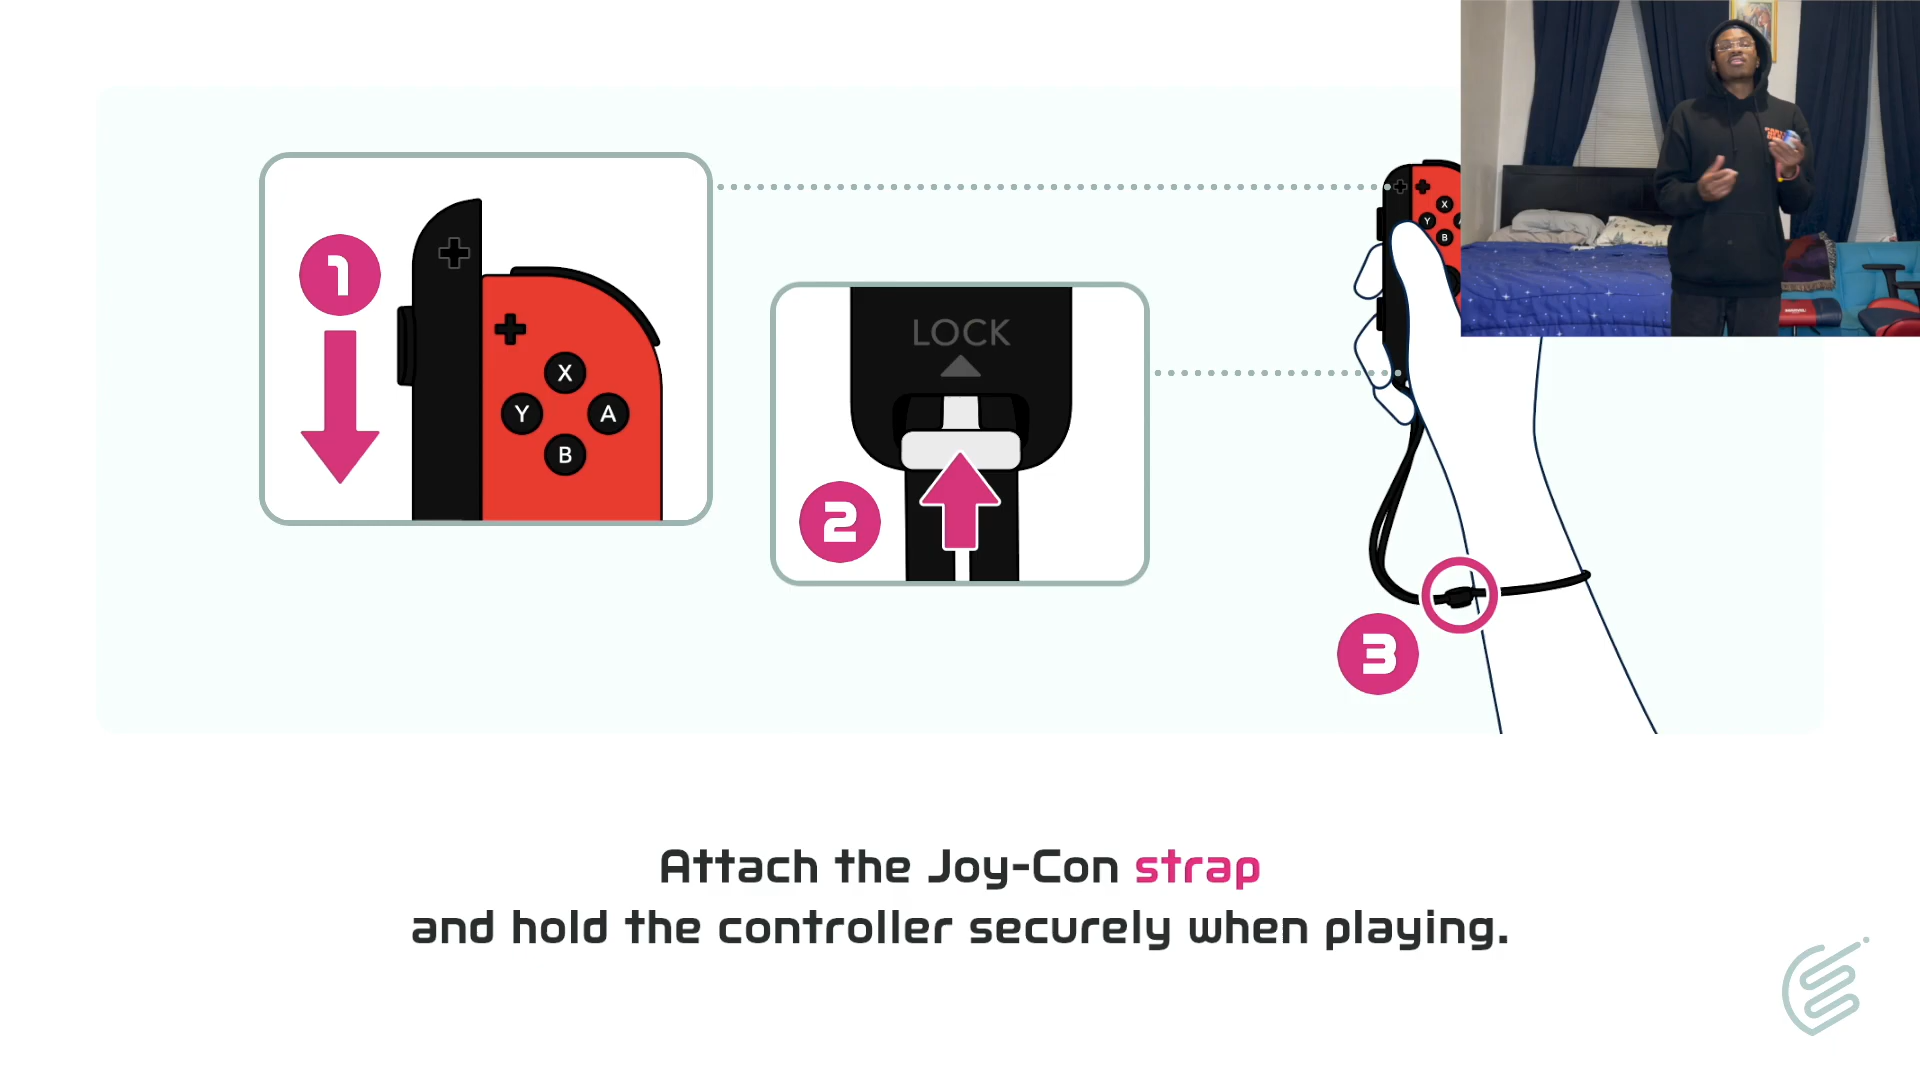 1
X
Y
A
B
LOCK
2
X
Y
B
3
Attach the Joy-Con strap
and hold the controller securely when playing.